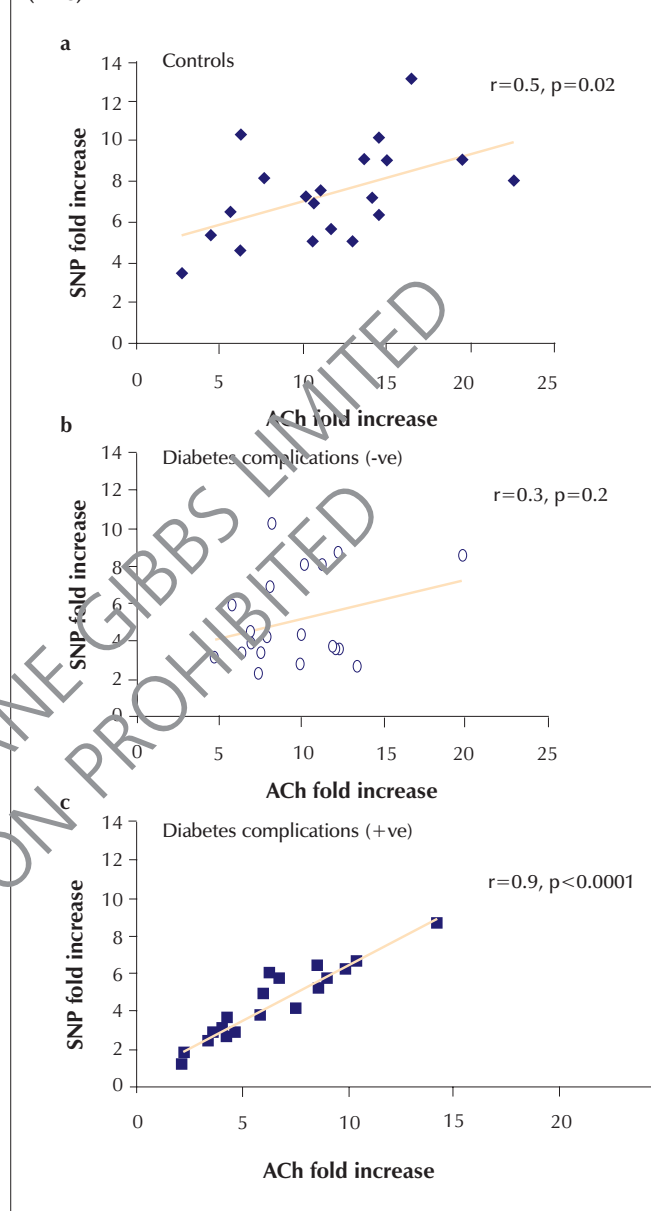 a
Controls
r=0.5, p=0.02
14
12
10
8
6
4
2
0
SNP fold increase
0 5 10 15 20 25
ACh fold increase
b
Diabetes complications (-ve)
r=0.3, p=0.2
14
12
10
8
6
4
2
0
SNP fold increase
0 5 10 15 20 25
ACh fold increase
c
Diabetes complications (+ve)
r=0.9, p<0.0001
14
12
10
8
6
4
2
0
SNP fold increase
0 5 10 15 20
ACh fold increase
GIBBS LIMITED
PROHIBITED